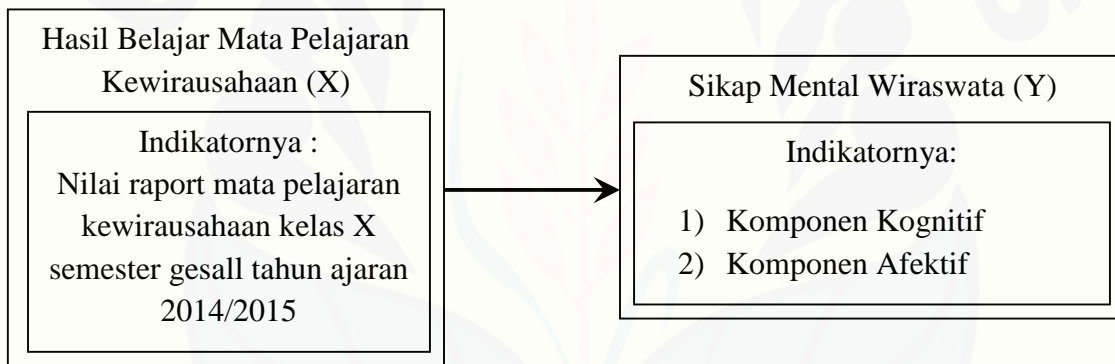 Hasil Belajar Mata Pelajaran
Kewirausahaan (X)
Indikatornya :
Nilai raport mata pelajaran
kewirausahaan kelas X
semester gesall tahun ajaran
2014/2015
Sikap Mental Wiraswata (Y)
Indikatornya:
1) Komponen Kognitif
2) Komponen Afektif